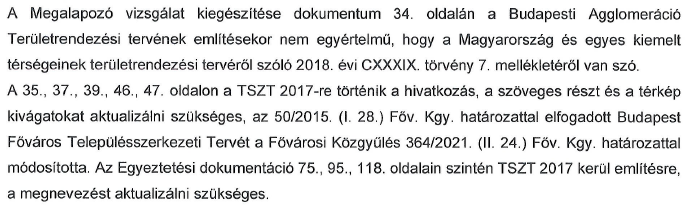 A Megalapozó vizsgálat kiegészítése dokumentum 34. oldalán a Budapesti Agglomeráció
Területrendezési tervének említésekor nem egyértelmű, hogy a Magyarország és egyes kiemelt
térségeinek területrendezési tervéről szóló 2018. évi CXXXIX. törvény 7. mellékletéről van szó.
A 35., 37., 39., 46., 47. oldalon a TSZT 2017-re történik a hivatkozás, a szöveges részt és a térkép
kivágatokat aktualizálni szükséges, az 50/2015. (I. 28.) Főv. Kgy. határozattal elfogadott Budapest
Főváros Településszerkezeti Tervét a Fővárosi Közgyűlés 364/2021. (II. 24.) Főv. Kgy. határozattal
módosította. Az Egyeztetési dokumentáció 75., 95., 118. oldalain szintén TSZT 2017 kerül említésre,
a megnevezést aktualizálni szükséges.